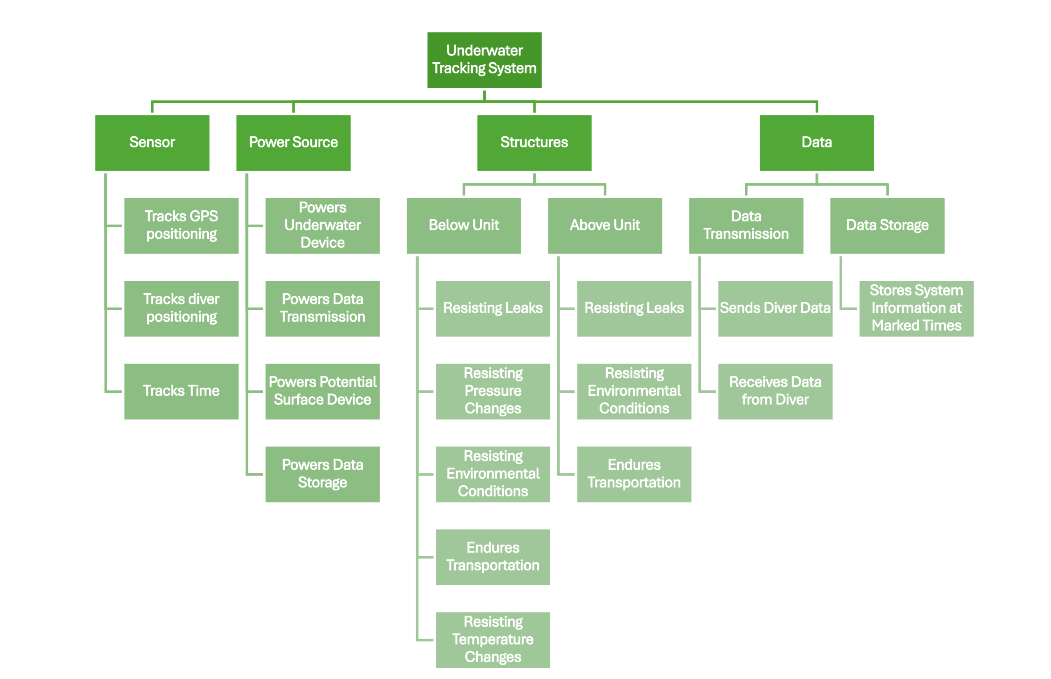 Underwater
Tracking System
Sensor
Power Source
Structures
Data
Tracks GPS
positioning
Tracks diver
positioning
Tracks Time
Powers
Underwater
Device
Powers Data
Transmission
Powers Potential
Surface Device
Powers Data
Storage
Below Unit
Resisting Leaks
Resisting
Pressure
Changes
Resisting
Environmental
Conditions
Endures
Transportation
Resisting
Temperature
Changes
Above Unit
Resisting Leaks
Resisting
Environmental
Conditions
Endures
Transportation
Data
Transmission
Sends Diver Data
Receives Data
from Diver
Data Storage
Stores System
Information at
Marked Times